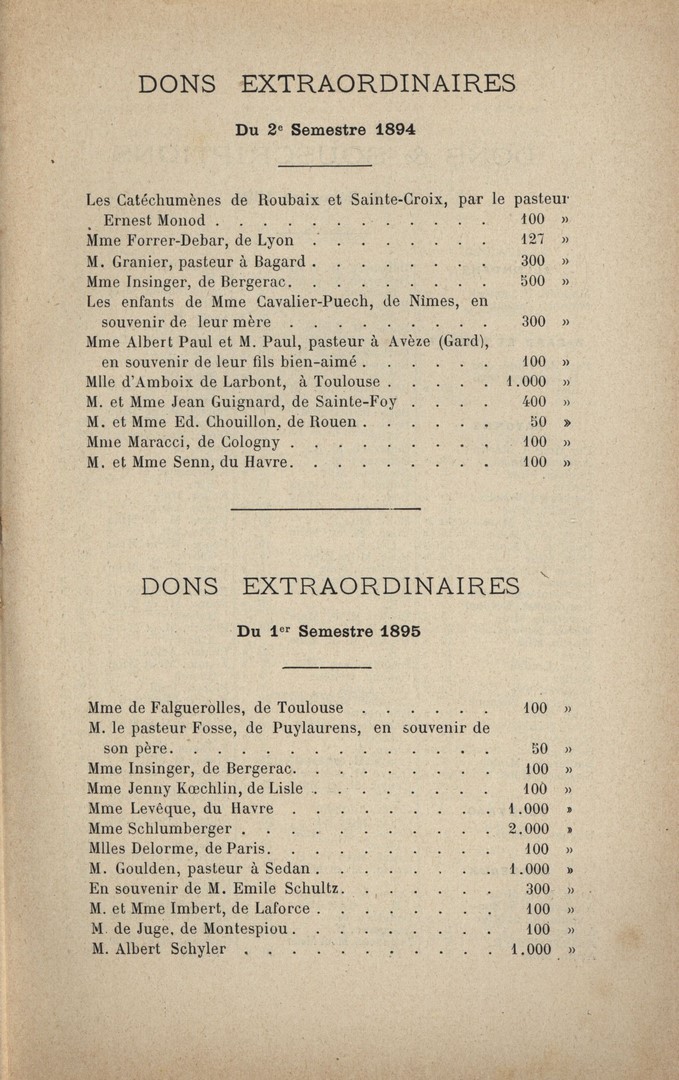 DONS EXTRAORDINAIRES
Du 2e Semestre 1894
Les Catéchumènes de Roubaix et Sainte-Croix, par le pasteur
Ernest Monod . . . . . . . . . . . . . 100 »
Mme Forrer-Debar, de Lyon . . . . . . . . 127 »
M. Granier, pasteur à Bagard . . . . . . . . 300 »
Mme Insinger, de Bergerac. . . . . . . . . 500 »
Les enfants de Mme Cavalier-Puech, de Nîmes, en
souvenir de leur mère . . . . . . . . . 300 »
Mme Albert Paul et M. Paul, pasteur à Avèze (Gard),
en souvenir de leur fils bien-aimé . . . . . . 100 »
Mlle d'Amboix de Larbont, à Toulouse . . . . . 1.000 »
M. et Mme Jean Guignard, de Sainte-Foy . . . . 400 »
M. et Mme Ed. Chouillon, de Rouen . . . . . . 50 »
Mme Maracci, de Cologny . . . . . . . . . 100 »
M. et Mme Senn, du Havre. . . . . . . . . 100 »
DONS EXTRAORDINAIRES
Du 1er Semestre 1895
Mme de Falguerolles, de Toulouse . . . . . . 100 »
M. le pasteur Fosse, de Puylaurens, en souvenir de
son père. . . . . . . . . . . . . . 50 »
Mme Insinger, de Bergerac. . . . . . . . . 100 »
Mme Jenny Kœchlin, de Lisle . . . . . . . . 100 »
Mme Levêque, du Havre . . . . . . . . . 1.000 »
Mme Schlumberger . . . . . . . . . . . 2.000 »
Mlles Delorme, de Paris. . . . . . . . . . 100 »
M. Goulden, pasteur à Sedan . . . . . . . . 1.000 »
En souvenir de M. Emile Schultz. . . . . . . 300 »
M. et Mme Imbert, de Laforce . . . . . . . . 100 »
M. de Juge, de Montespiou . . . . . . . . . 100 »
M. Albert Schyler . . . . . . . . . . . 1.000 »